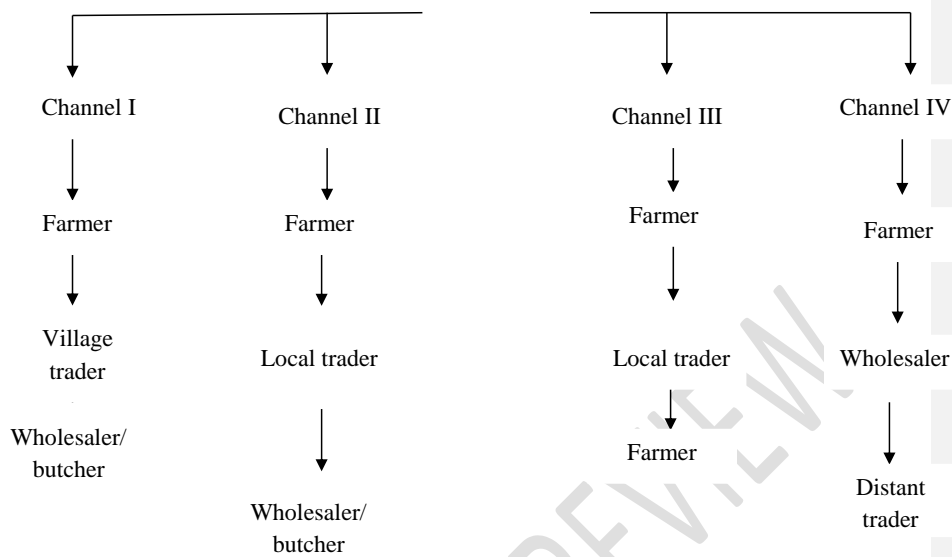 Channel I
Channel II
Channel III
Channel IV
Farmer
Farmer
Farmer
Farmer
Village
trader
Local trader
Local trader
Wholesaler
Wholesaler/
butcher
Wholesaler/
butcher
Farmer
Distant
trader